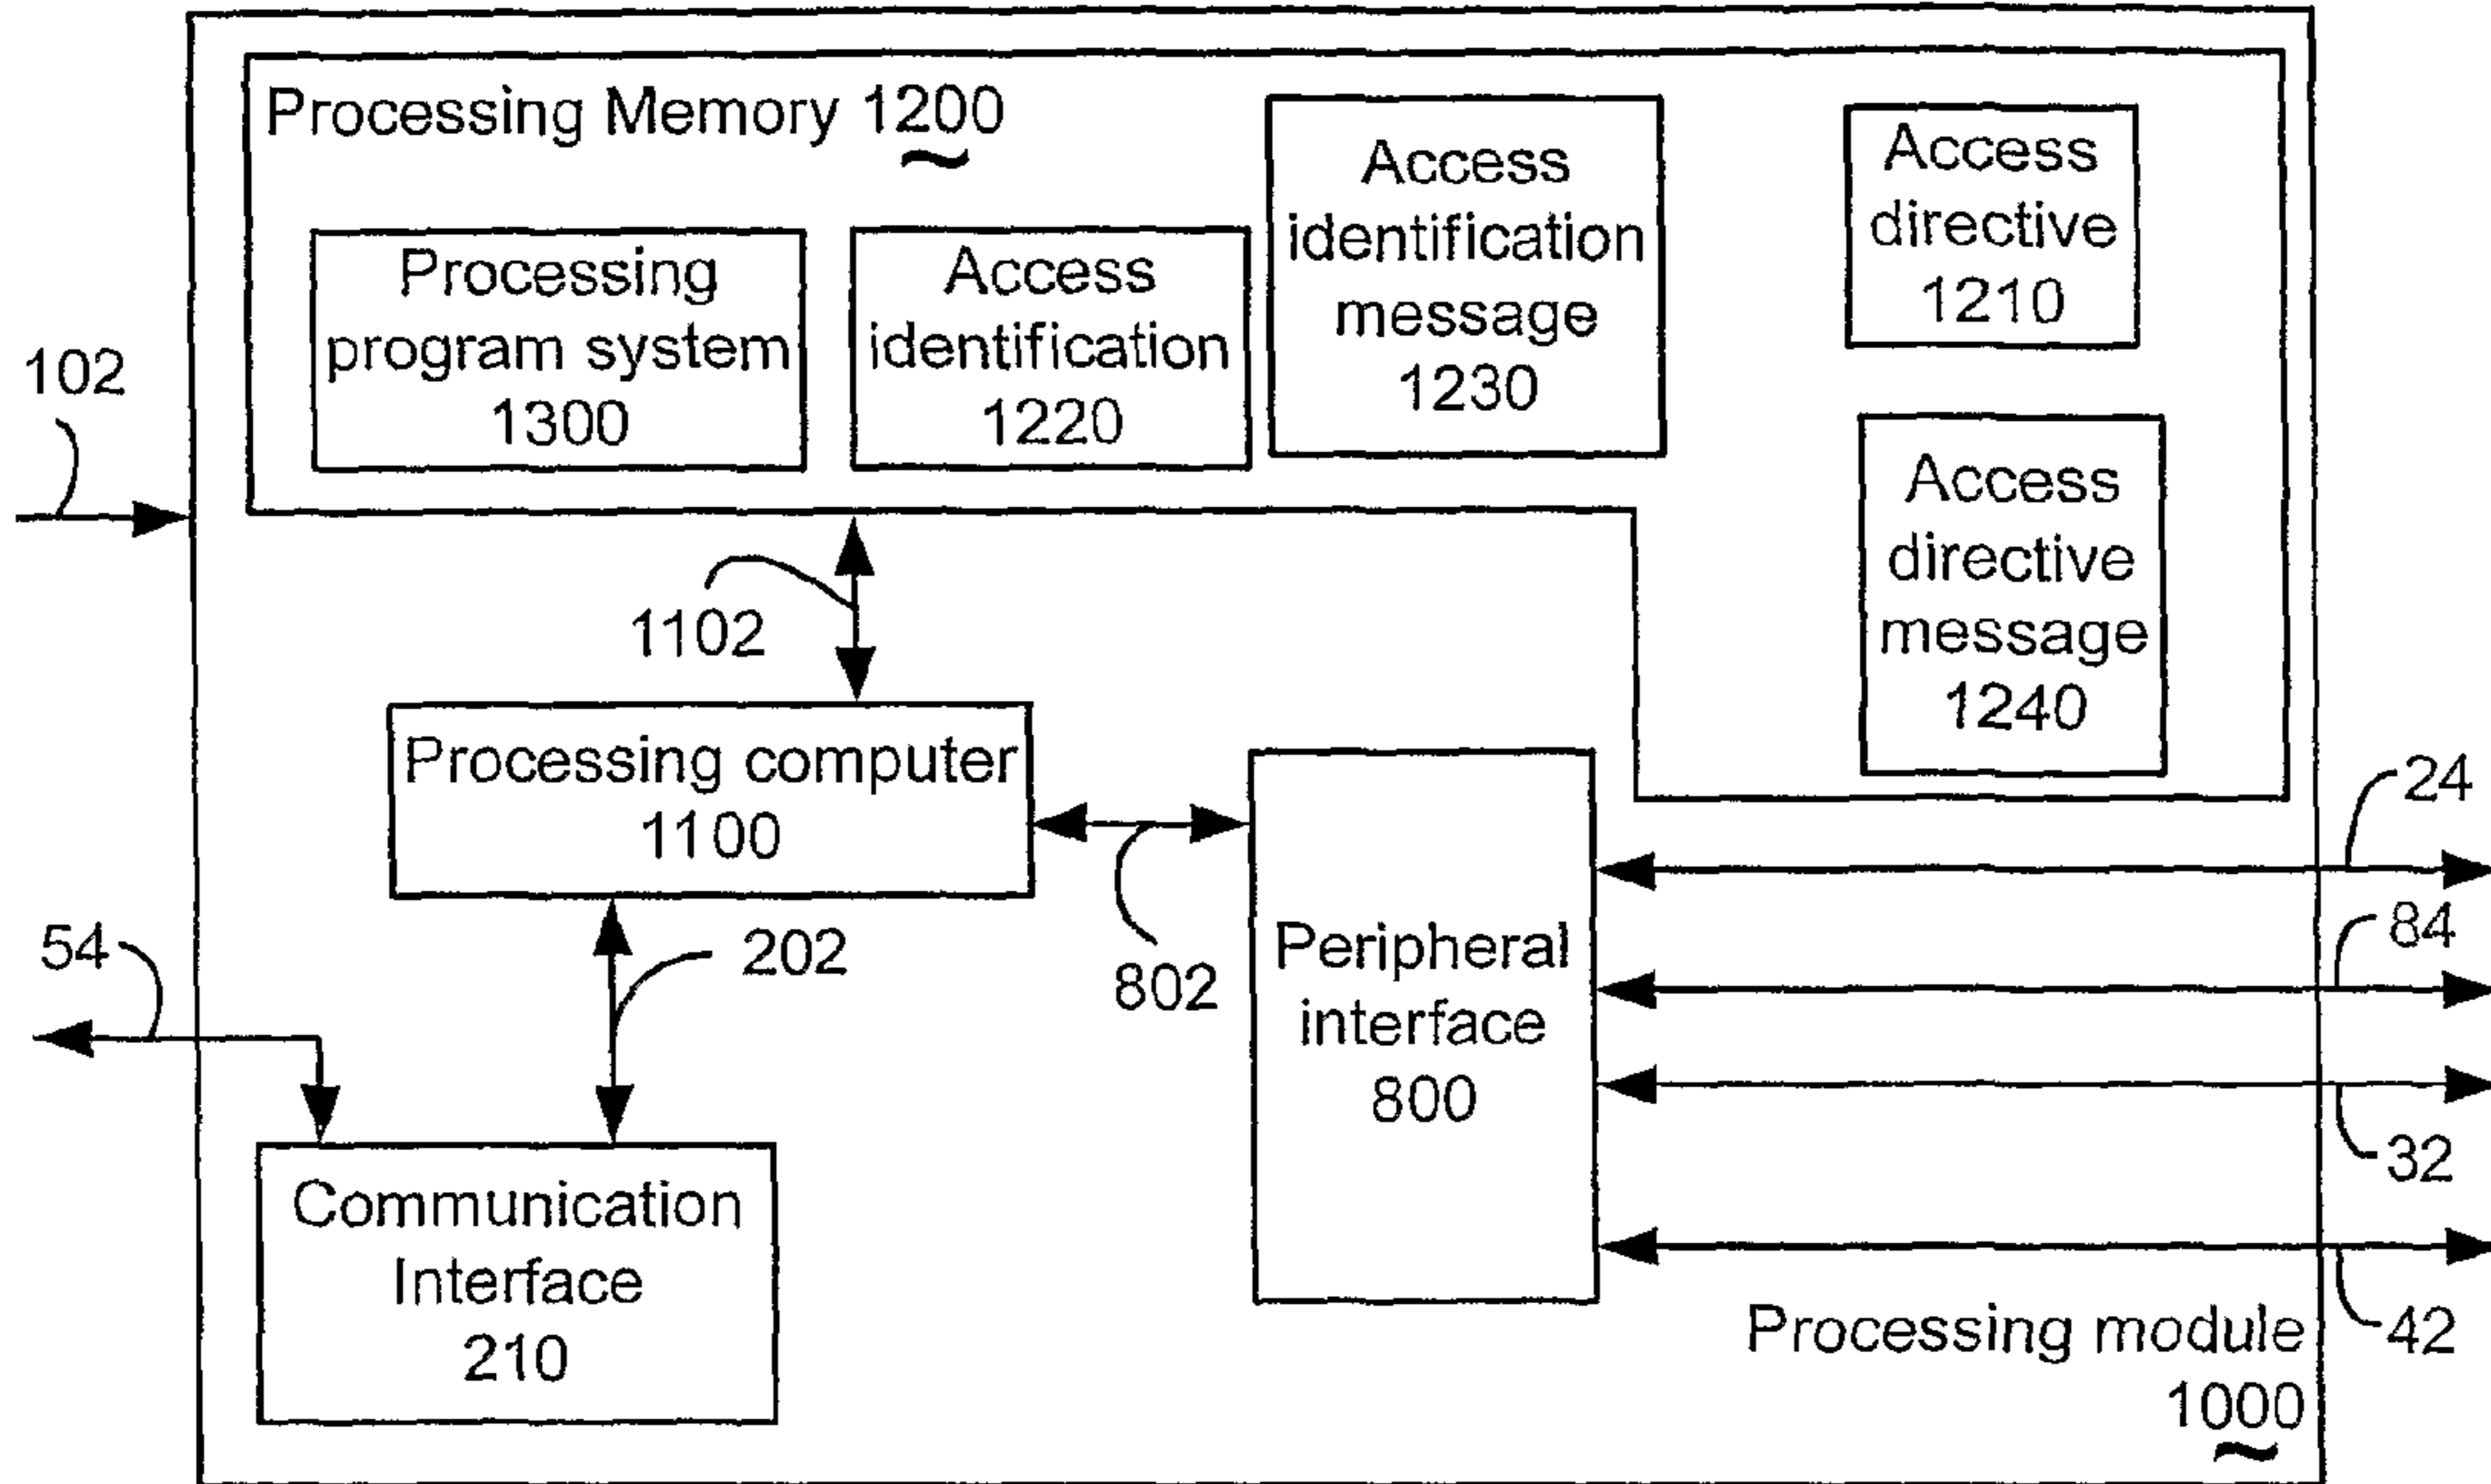 Processing Memory 1200
Processing
program system
1300
Access
identification
1220
Access
identification
message
1230
Access
directive
1210
Access
directive
message
1240
102
1102
Processing computer
1100
802
202
54
Communication
Interface
210
Peripheral
interface
800
24
84
32
42
Processing module
1000